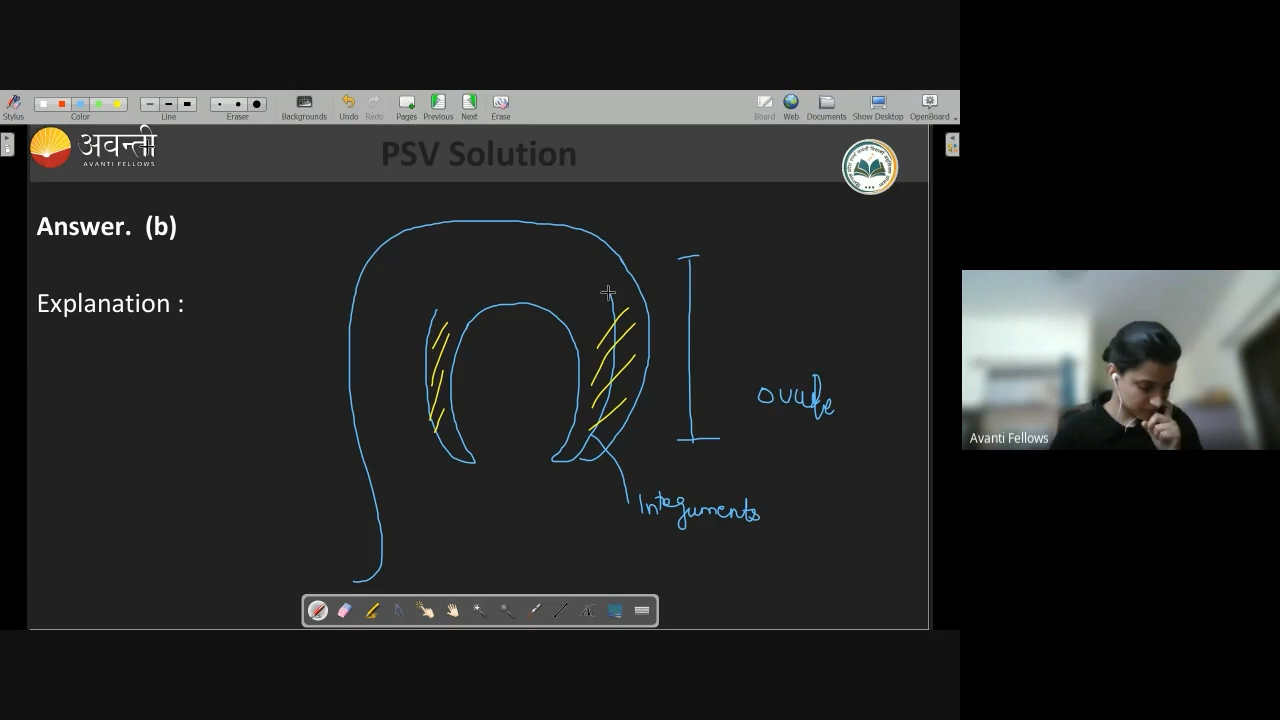 Stylus
Color
Line
Eraser
Backgrounds
Undo
Redo
Pages
Previous
Next
Erase
Board
Web
Documents
Show Desktop
OpenBoard
अवन्ती
AVANTI FELLOWS
PSV Solution
Answer. (b)
Explanation :
ovule
Integuments
Avanti Fellows